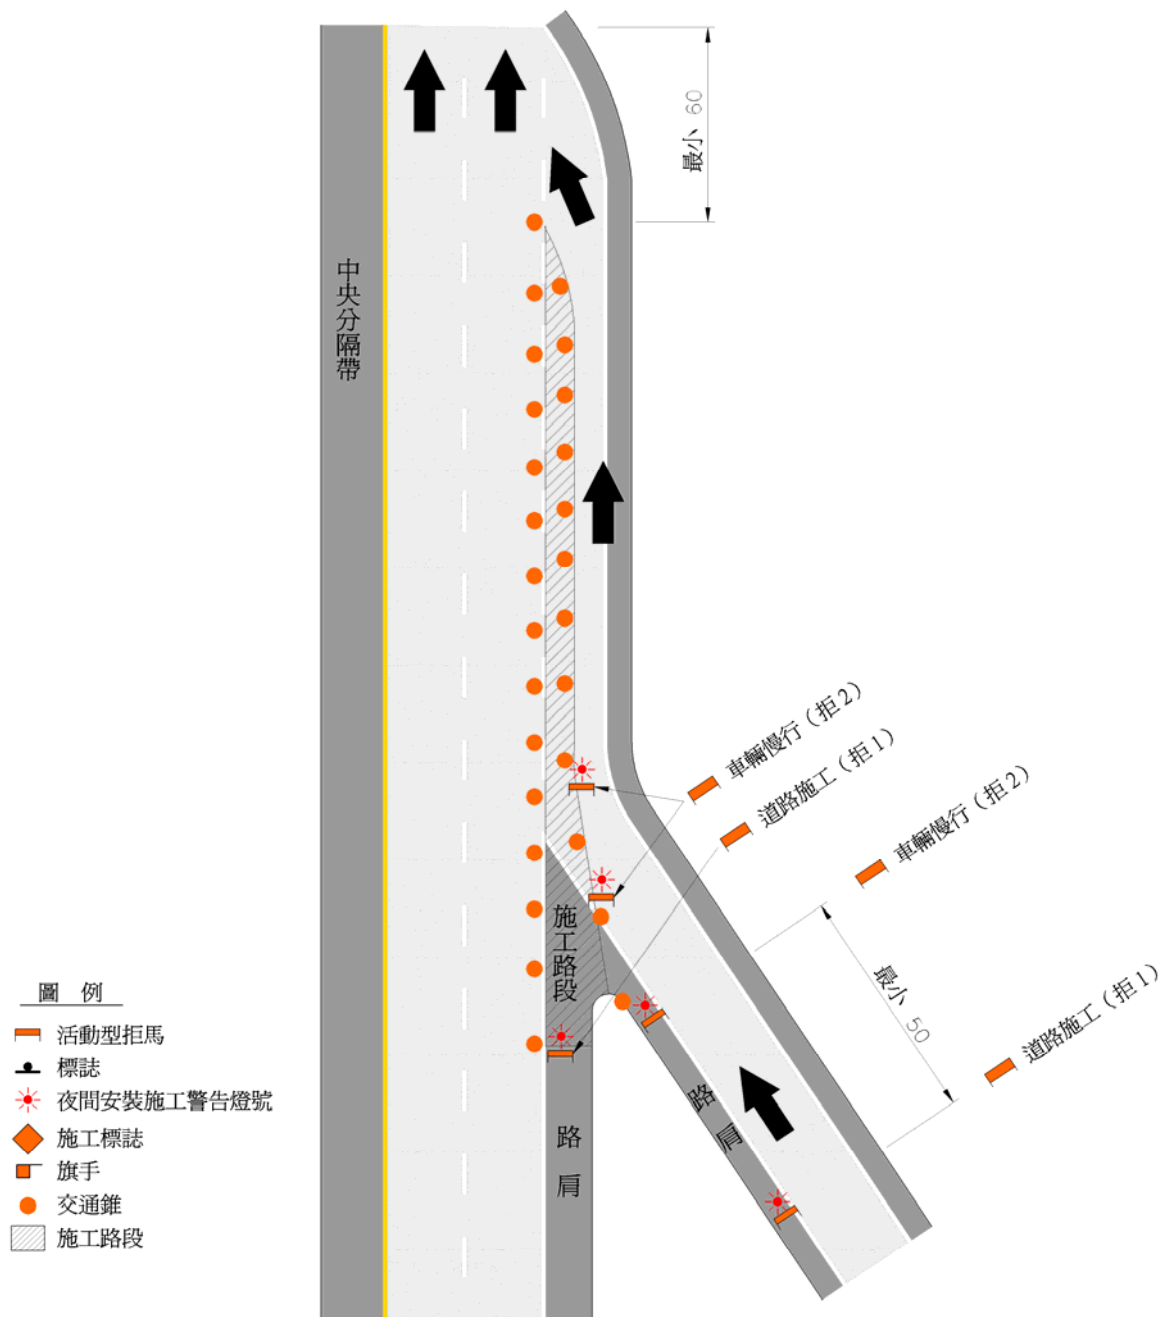 最小 60
中央分隔帶
車輛慢行（拒2）
道路施工（拒1）
車輛慢行（拒2）
最小 50
道路施工（拒1）
施工路段
路肩
路肩
圖 例
活動型拒馬
標誌
夜間安裝施工警告燈號
施工標誌
旗手
交通錐
施工路段